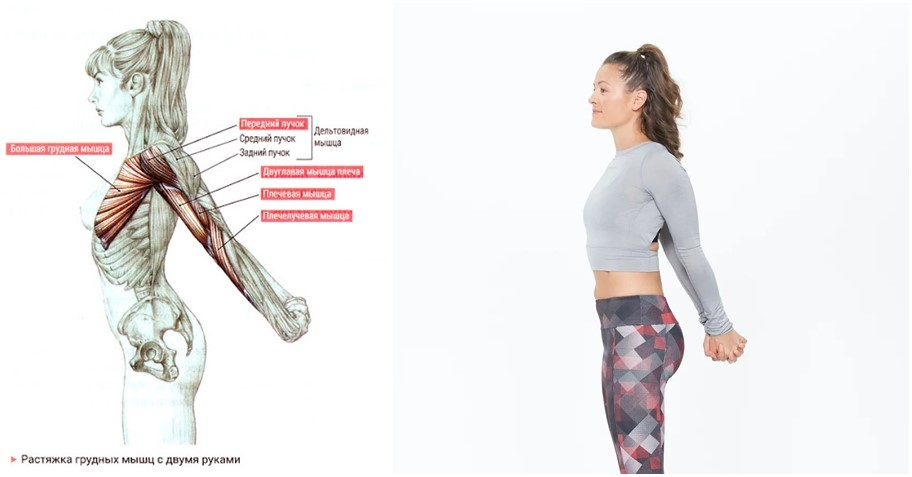 Передний пучок
Средний пучок
Задний пучок
Дельтовидная
мышца
Большая грудная мышца
Двуглавая мышца плеча
Плечевая мышца
Плечелучевая мышца
Растяжка грудных мышц с двумя руками